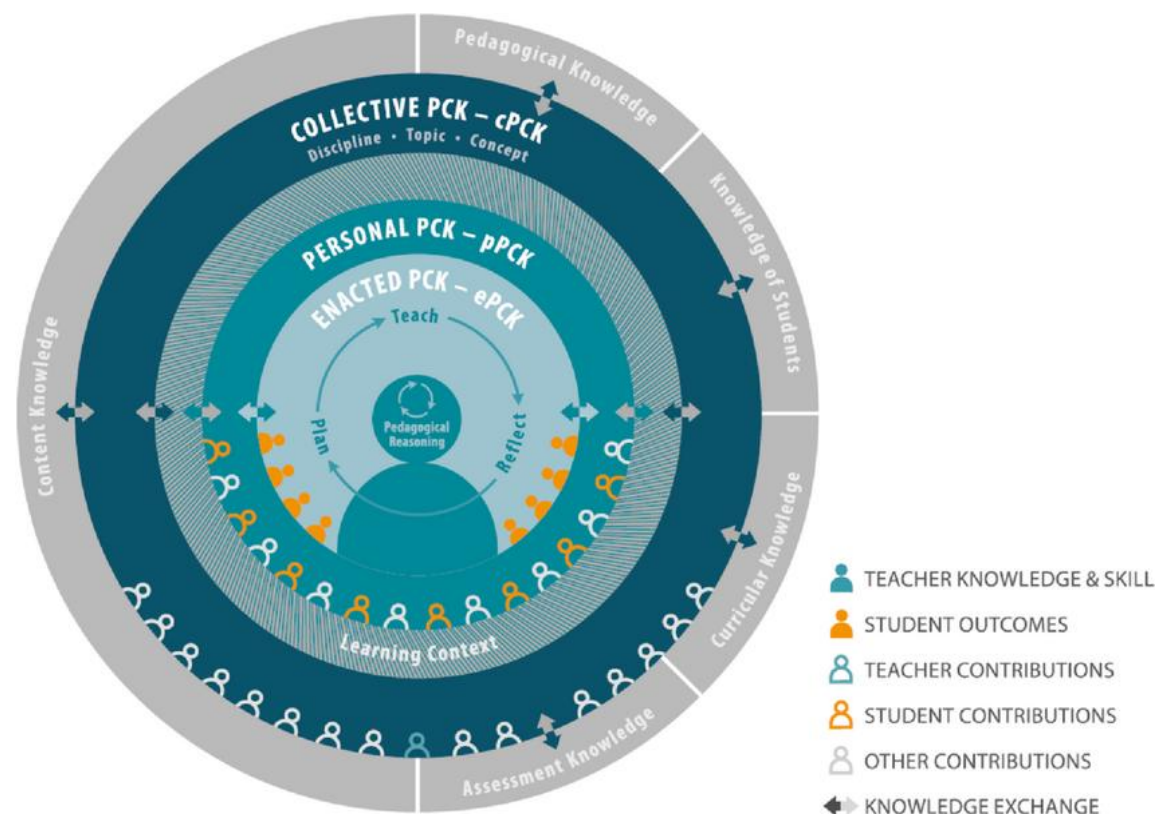 Pedagogical Knowledge
COLLECTIVE PCK – cPCK
Discipline • Topic • Concept
Knowledge of Students
PERSONAL PCK – pPCK
ENACTED PCK – ePCK
Teach
Content Knowledge
Plan
Pedagogical
Reasoning
Reflect
Curricular Knowledge
Learning Context
Assessment Knowledge
TEACHER KNOWLEDGE & SKILL
STUDENT OUTCOMES
TEACHER CONTRIBUTIONS
STUDENT CONTRIBUTIONS
OTHER CONTRIBUTIONS
KNOWLEDGE EXCHANGE